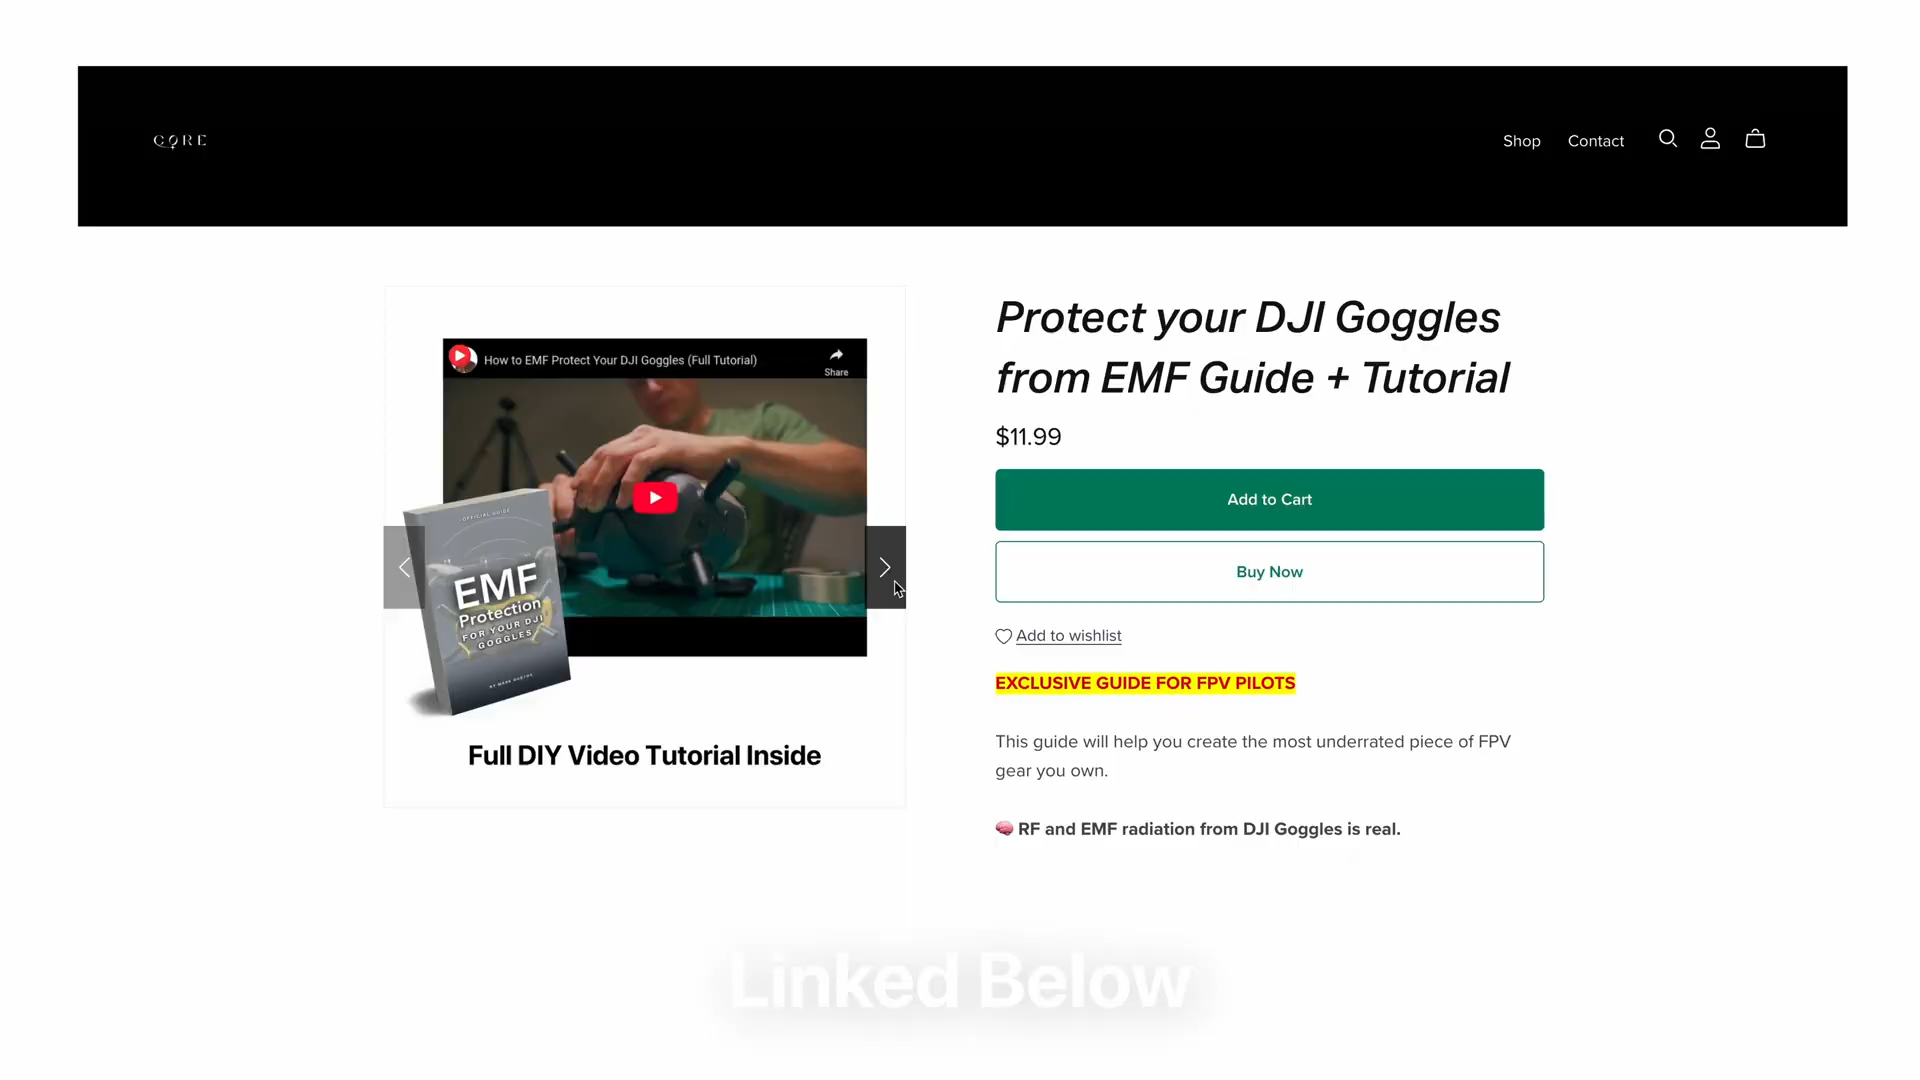 CORE
Shop
Contact
How to EMF Protect Your DJI Goggles (Full Tutorial)
Share
OFFICIAL GUIDE
EMF
Protection
FOR YOUR DJI
GOGGLES
Full DIY Video Tutorial Inside
Protect your DJI Goggles
from EMF Guide + Tutorial
$11.99
Add to Cart
Buy Now
Add to wishlist
EXCLUSIVE GUIDE FOR FPV PILOTS
This guide will help you create the most underrated piece of FPV
gear you own.
🧠 RF and EMF radiation from DJI Goggles is real.
Linked Below